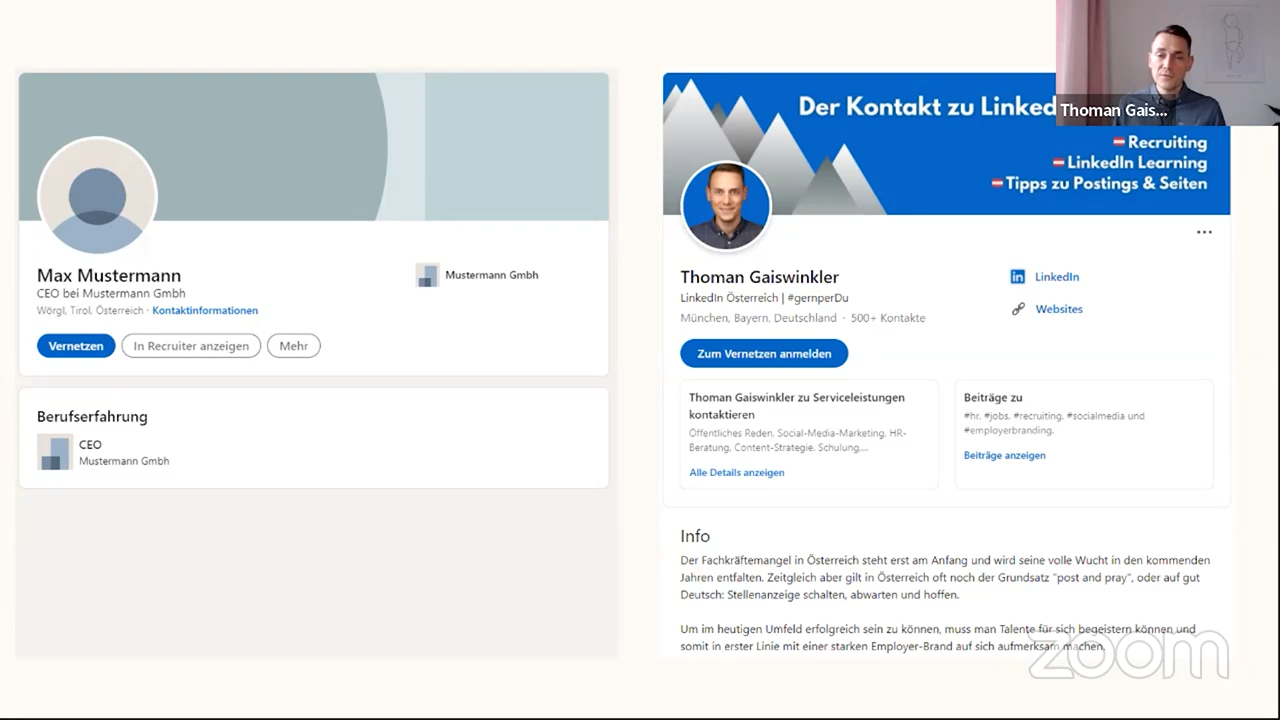 Max Mustermann
CEO bei Mustermann Gmbh
Wörgl, Tirol, Österreich · Kontaktinformationen
Mustermann Gmbh
Vernetzen
In Recruiter anzeigen
Mehr
Berufserfahrung
CEO
Mustermann Gmbh
Der Kontakt zu Linked
Recruiting
LinkedIn Learning
Tipps zu Postings & Seiten
Thoman Gais...
Thoman Gaiswinkler
LinkedIn Österreich | #gernperDu
München, Bayern, Deutschland · 500+ Kontakte
in LinkedIn
Websites
Zum Vernetzen anmelden
Thoman Gaiswinkler zu Serviceleistungen
kontaktieren
Öffentliches Reden, Social-Media-Marketing, HR-
Beratung, Content-Strategie, Schulung,...
Alle Details anzeigen
Beiträge zu
#hr, #jobs, #recruiting, #socialmedia und
#employerbranding.
Beiträge anzeigen
Info
Der Fachkräftemangel in Österreich steht erst am Anfang und wird seine volle Wucht in den kommenden
Jahren entfalten. Zeitgleich aber gilt in Österreich oft noch der Grundsatz "post and pray", oder auf gut
Deutsch: Stellenanzeige schalten, abwarten und hoffen.
Um im heutigen Umfeld erfolgreich sein zu können, muss man Talente für sich begeistern können und
somit in erster Linie mit einer starken Employer-Brand auf sich aufmerksam machen.
zoom